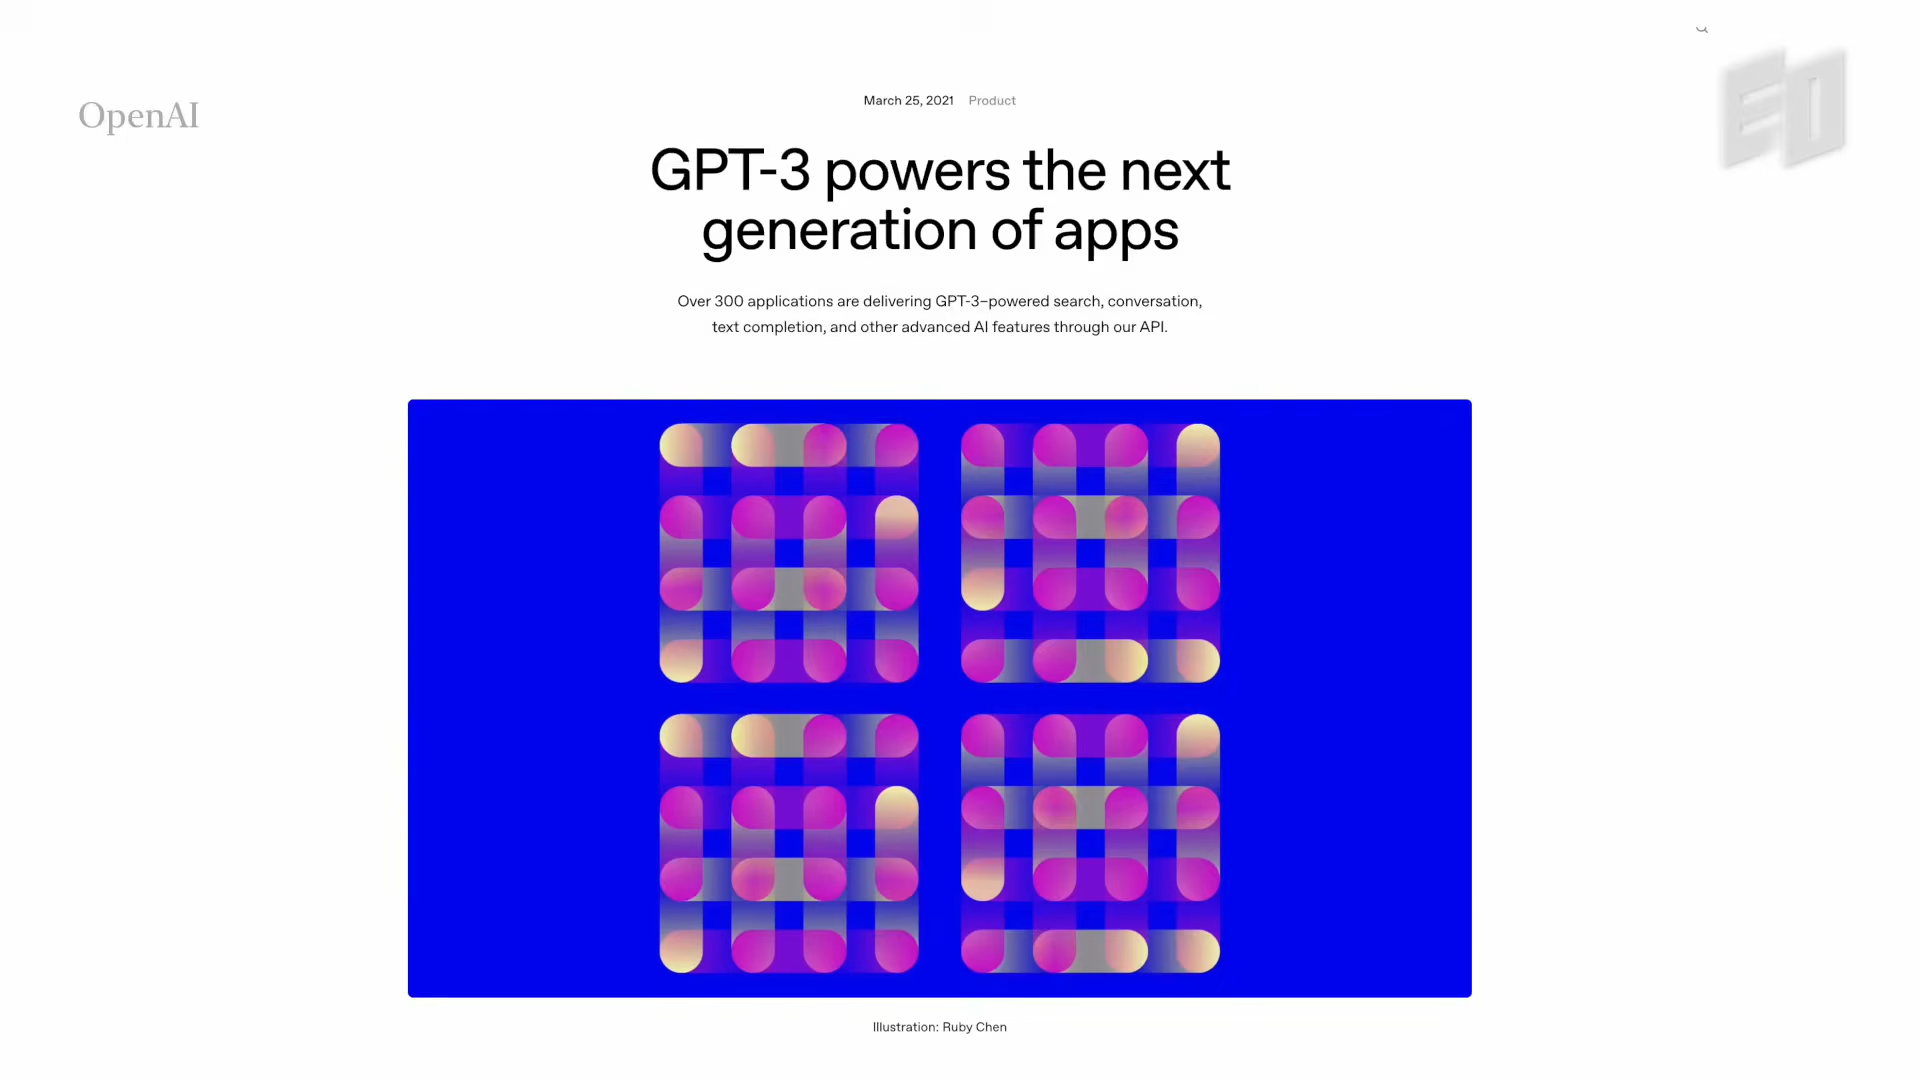 OpenAI
EO
March 25, 2021 Product
GPT-3 powers the next
generation of apps
Over 300 applications are delivering GPT-3–powered search, conversation,
text completion, and other advanced AI features through our API.
Illustration: Ruby Chen